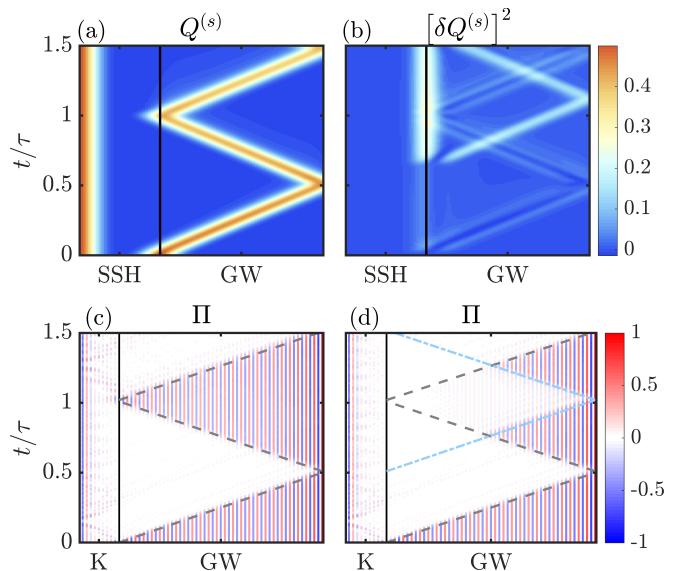 (a)
Q^(s)
(b)
[δQ^(s)]^2
t/τ
1.5
1
0.5
0
SSH
GW
SSH
GW
0.4
0.3
0.2
0.1
0
(c)
Π
(d)
Π
t/τ
1.5
1
0.5
0
K
GW
K
GW
1
0.5
0
-0.5
-1